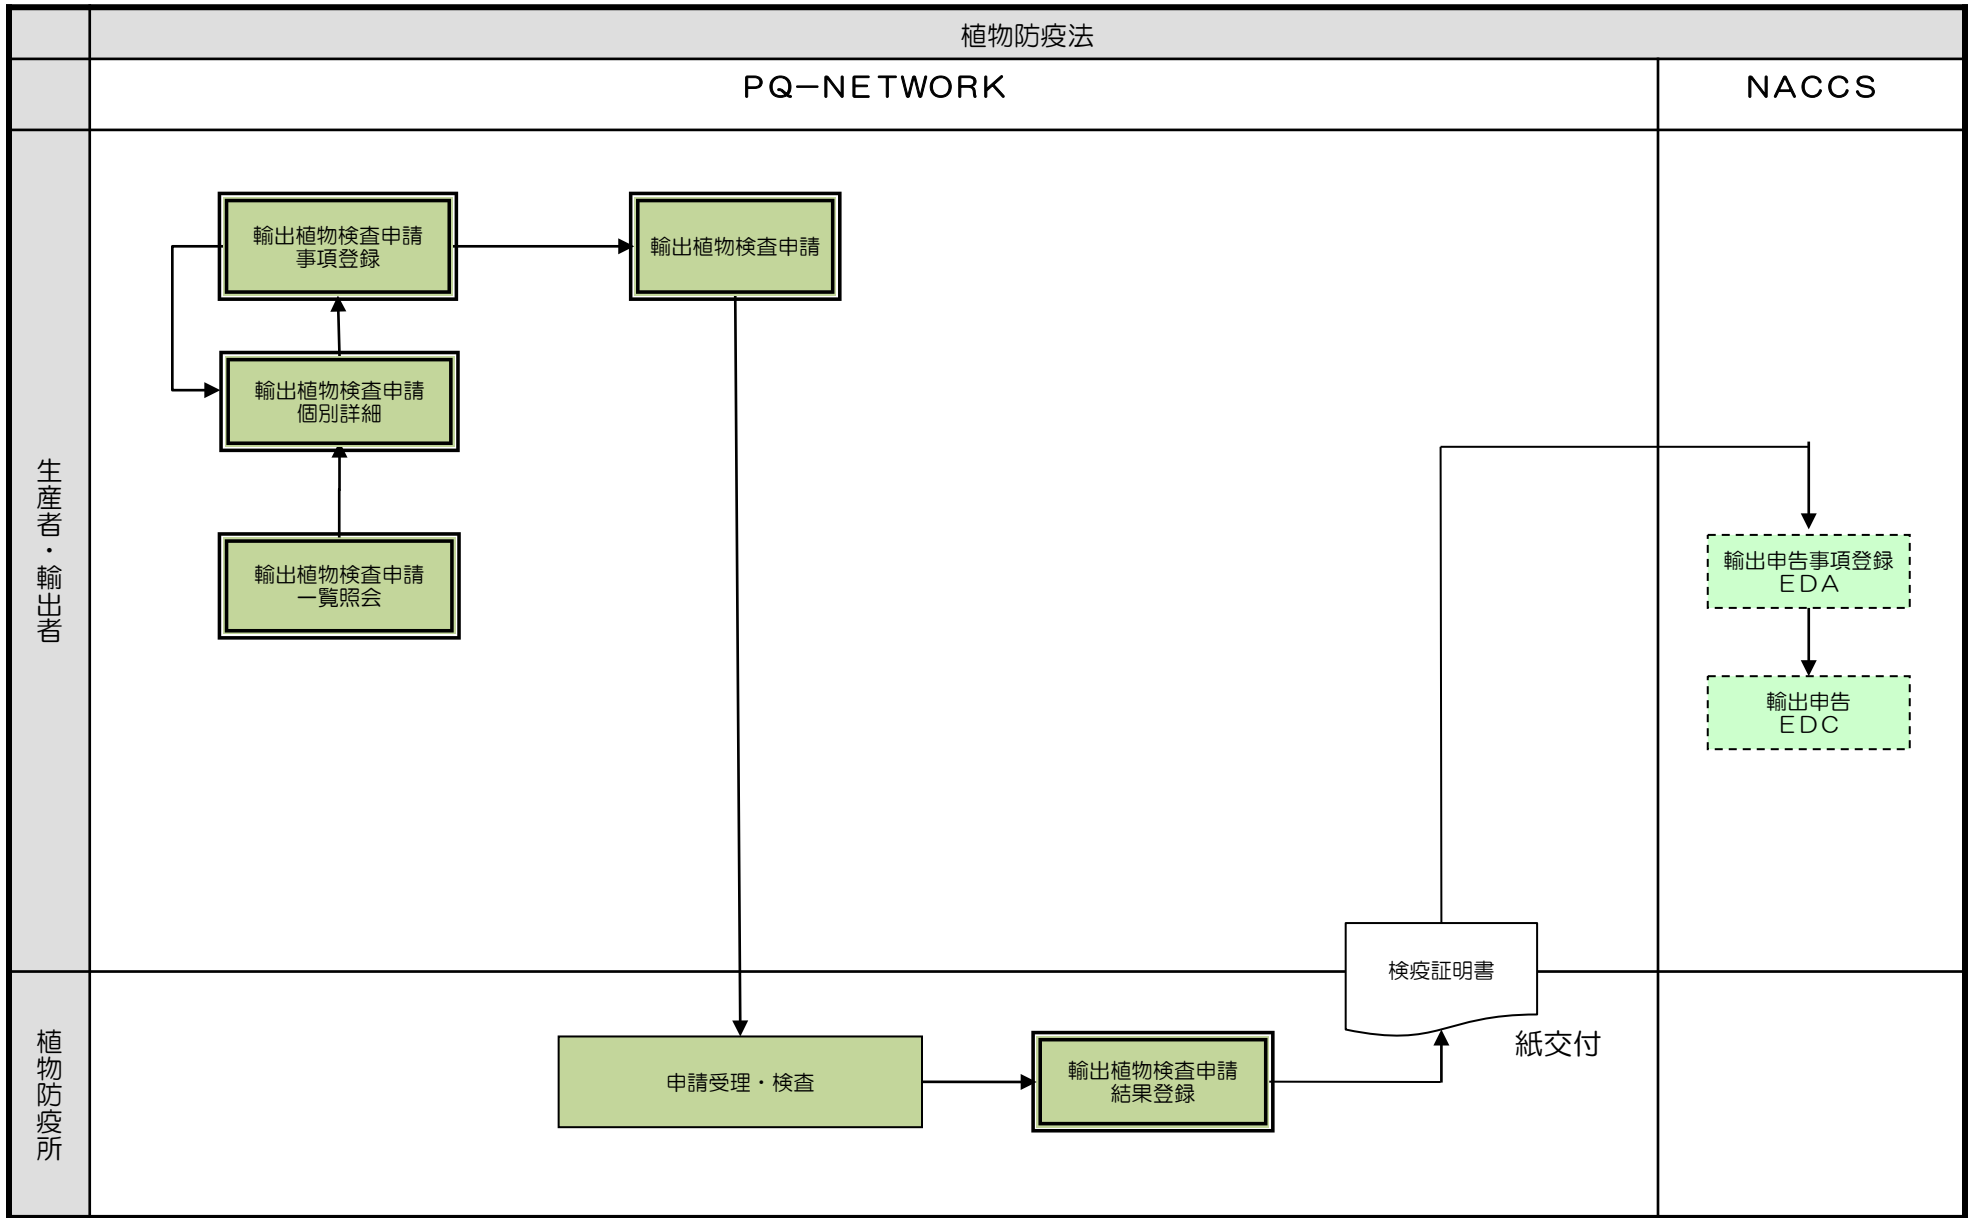 植物防疫法
PQ−NETWORK
NACCS
生産者・輸出者
輸出植物検査申請
事項登録
輸出植物検査申請
輸出植物検査申請
個別詳細
輸出植物検査申請
一覧照会
輸出申告事項登録
EDA
輸出申告
EDC
植物防疫所
検疫証明書
紙交付
申請受理・検査
輸出植物検査申請
結果登録